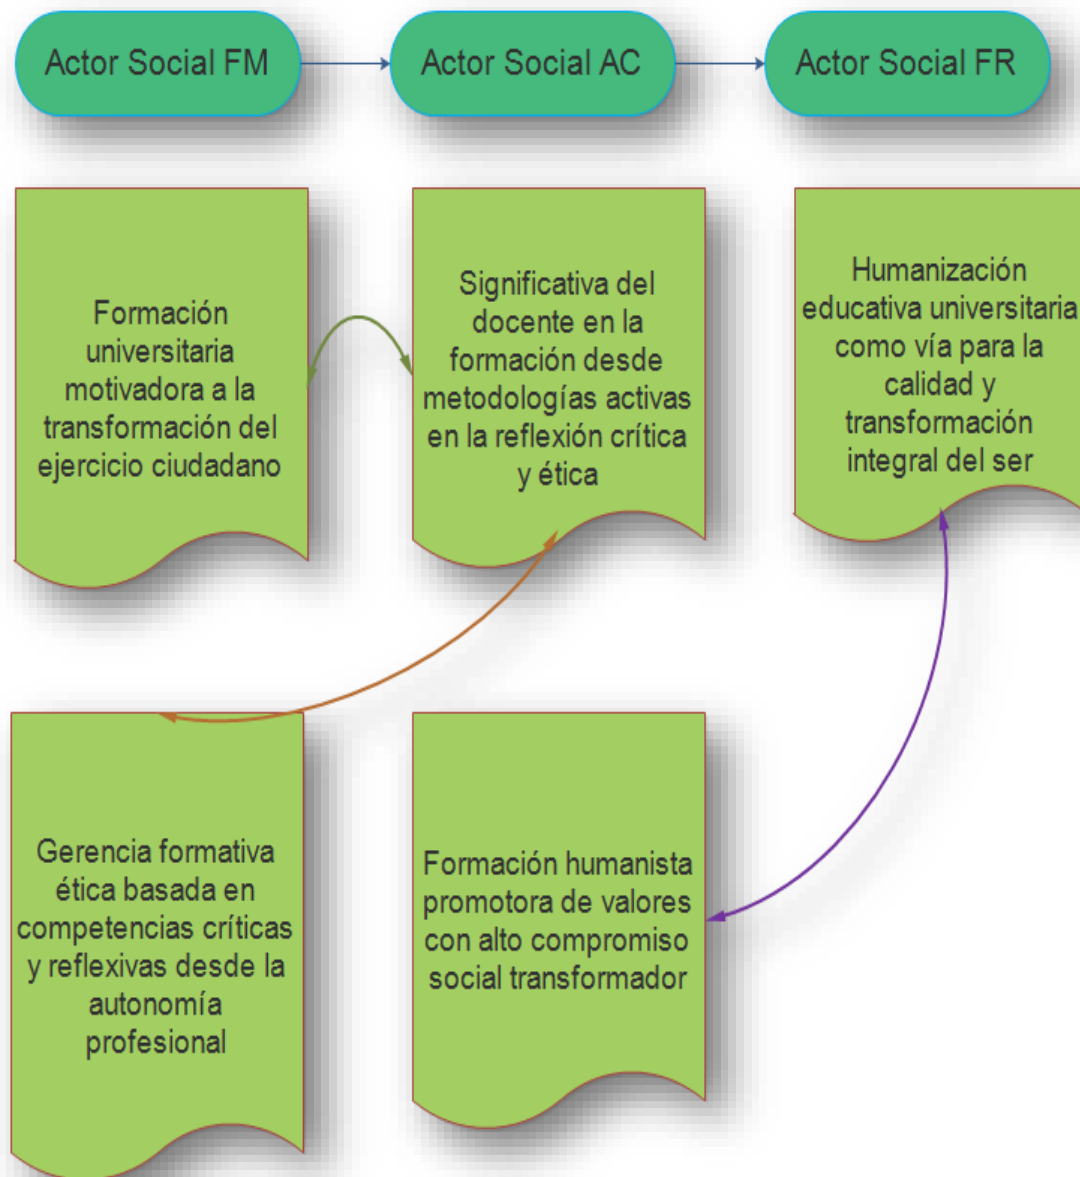 Actor Social FM
Actor Social AC
Actor Social FR
Formación
universitaria
motivadora a la
transformación del
ejercicio ciudadano
Significativa del
docente en la
formación desde
metodologías activas
en la reflexión crítica
y ética
Humanización
educativa universitaria
como vía para la
calidad y
transformación
integral del ser
Gerencia formativa
ética basada en
competencias críticas
y reflexivas desde la
autonomía
profesional
Formación humanista
promotora de valores
con alto compromiso
social transformador